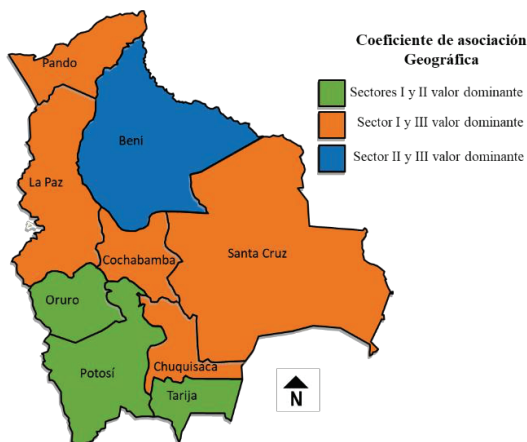 Coeficiente de asociación
Geográfica
Sectores I y II valor dominante
Sector I y III valor dominante
Sector II y III valor dominante
Pando
Beni
La Paz
Cochabamba
Santa Cruz
Oruro
Potosí
Chuquisaca
Tarija
N